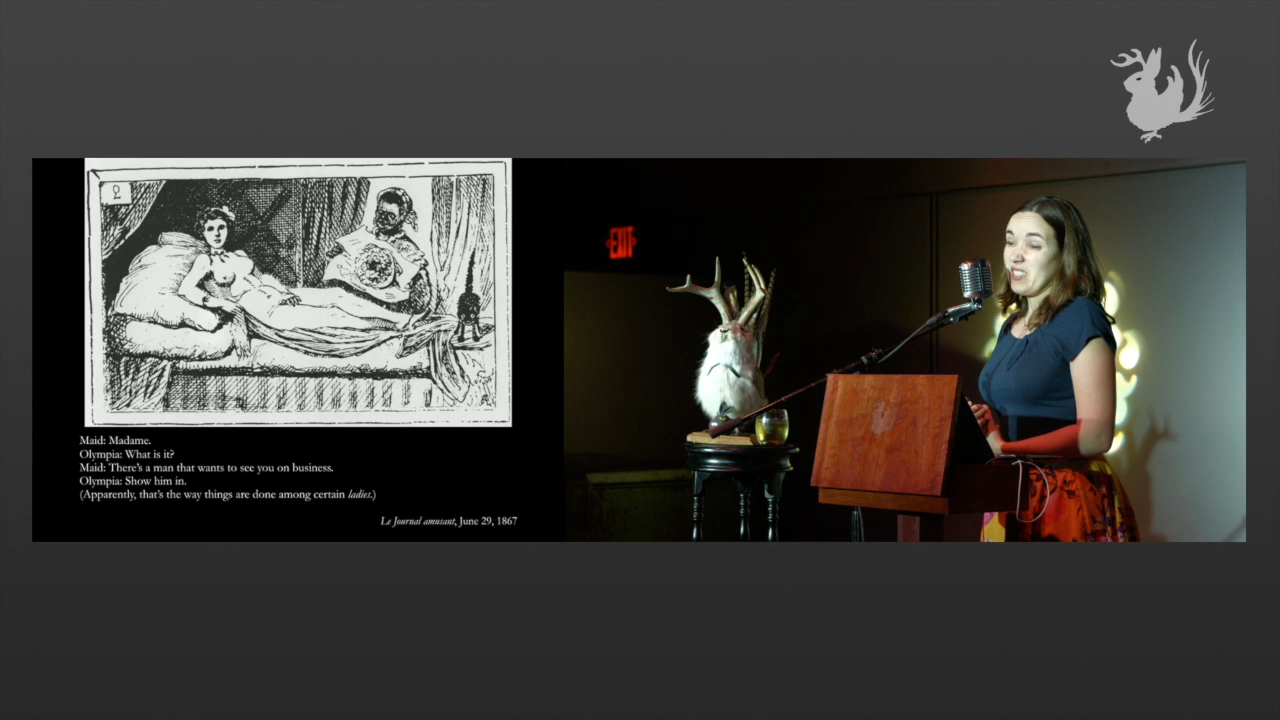 2
Maid: Madame.
Olympia: What is it?
Maid: There's a man that wants to see you on business.
Olympia: Show him in.
(Apparently, that's the way things are done among certain ladies.)
Le Journal amusant, June 29, 1867
EXIT